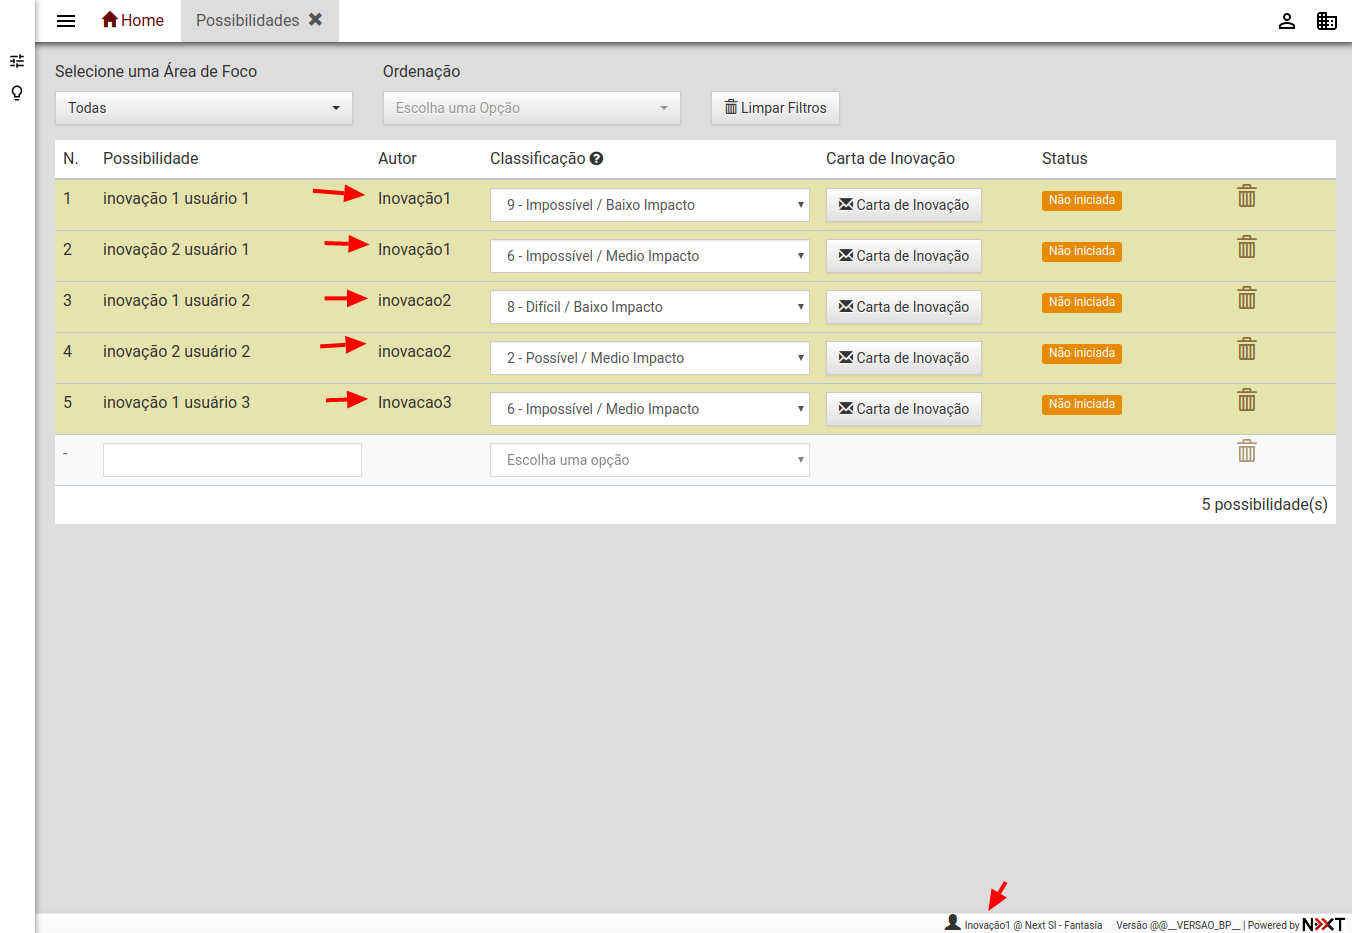 Home Possibilidades
Selecione uma Área de Foco Ordenação
Todas Escolha uma Opção Limpar Filtros
N. Possibilidade Autor Classificação Carta de Inovação Status
1 inovação 1 usuário 1 Inovação1 9 - Impossível / Baixo Impacto Carta de Inovação Não iniciada
2 inovação 2 usuário 1 Inovação1 6 - Impossível / Medio Impacto Carta de Inovação Não iniciada
3 inovação 1 usuário 2 inovacao2 8 - Difícil / Baixo Impacto Carta de Inovação Não iniciada
4 inovação 2 usuário 2 inovacao2 2 - Possível / Medio Impacto Carta de Inovação Não iniciada
5 inovação 1 usuário 3 Inovacao3 6 - Impossível / Medio Impacto Carta de Inovação Não iniciada
- Escolha uma opção
5 possibilidade(s)
Inovação1 @ Next SI - Fantasia Versão @@__VERSAO_BP__ | Powered by NEXXT